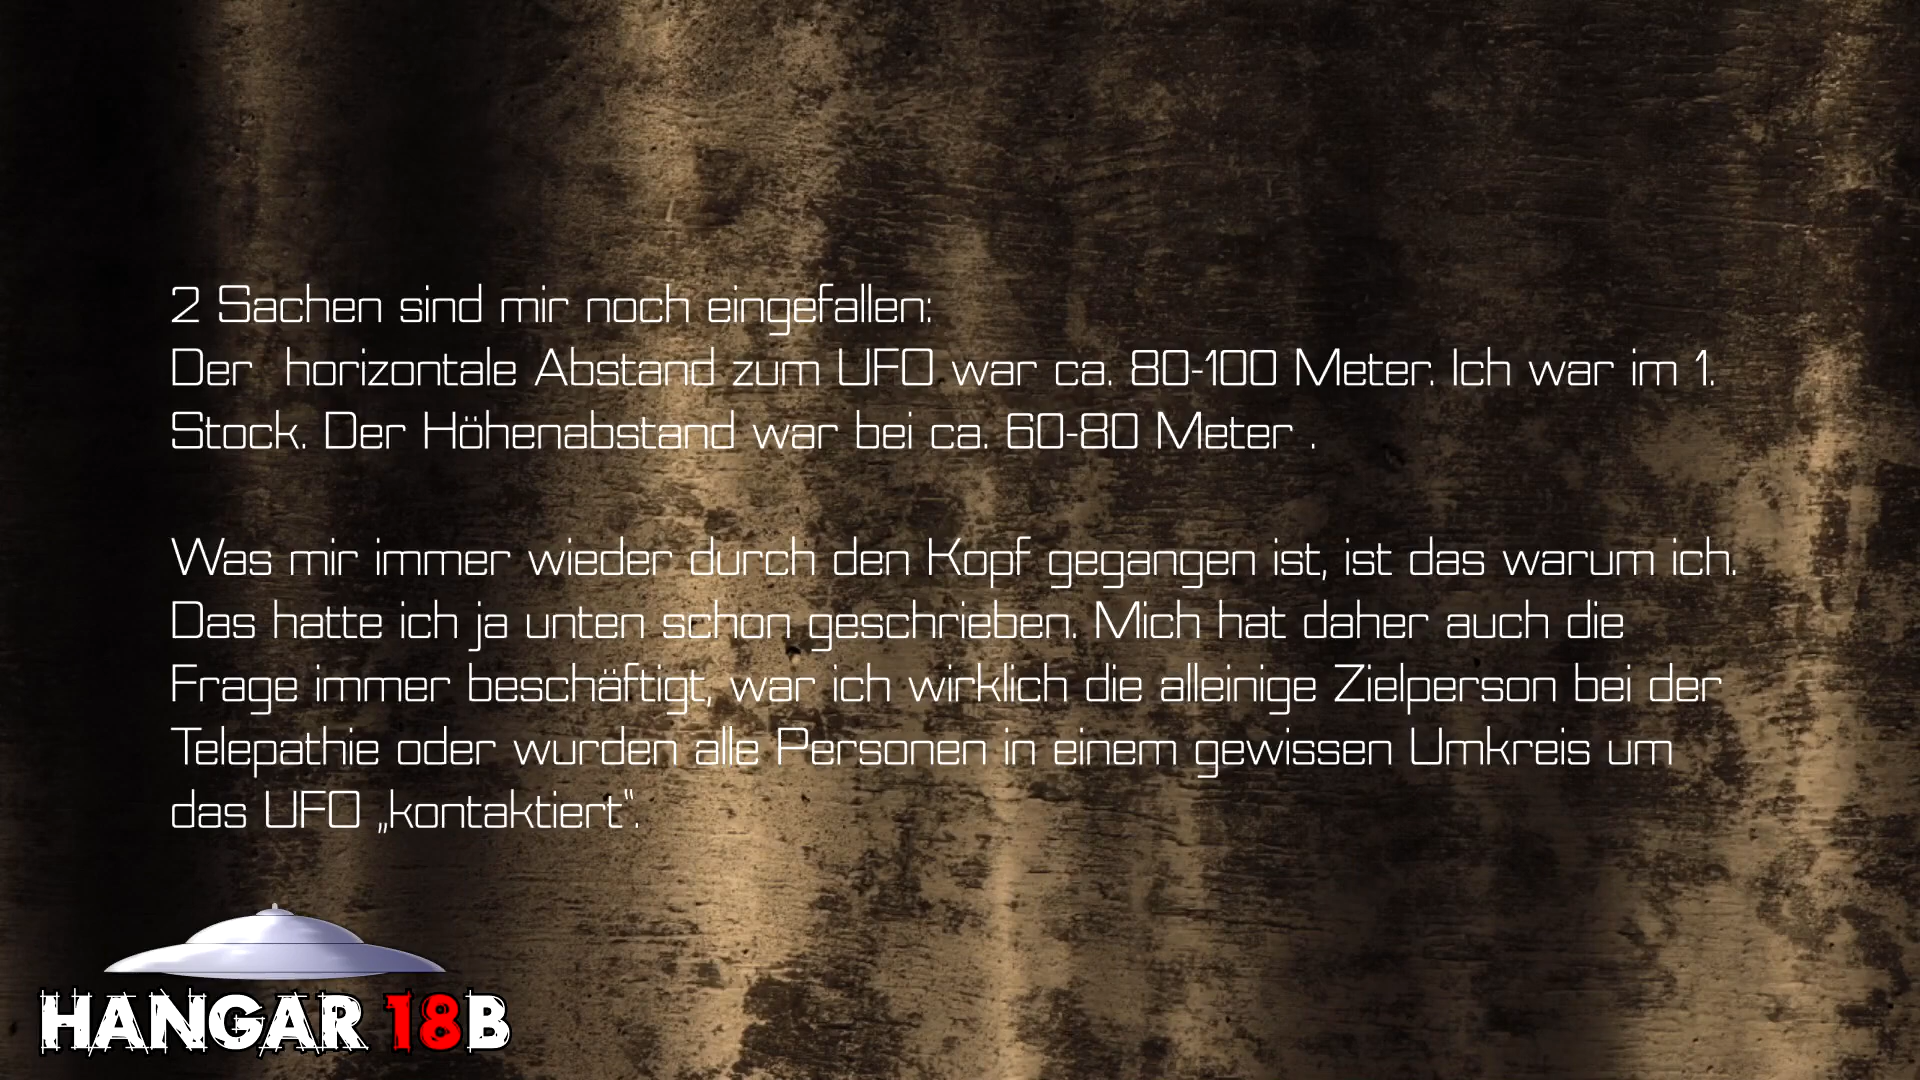 2 Sachen sind mir noch eingefallen:
Der  horizontale Abstand zum UFO war ca. 80-100 Meter. Ich war im 1.
Stock. Der Höhenabstand war bei ca. 60-80 Meter .
Was mir immer wieder durch den Kopf gegangen ist, ist das warum ich.
Das hatte ich ja unten schon geschrieben. Mich hat daher auch die
Frage immer beschäftigt, war ich wirklich die alleinige Zielperson bei der
Telepathie oder wurden alle Personen in einem gewissen Umkreis um
das UFO „kontaktiert“.
HANGAR 18B